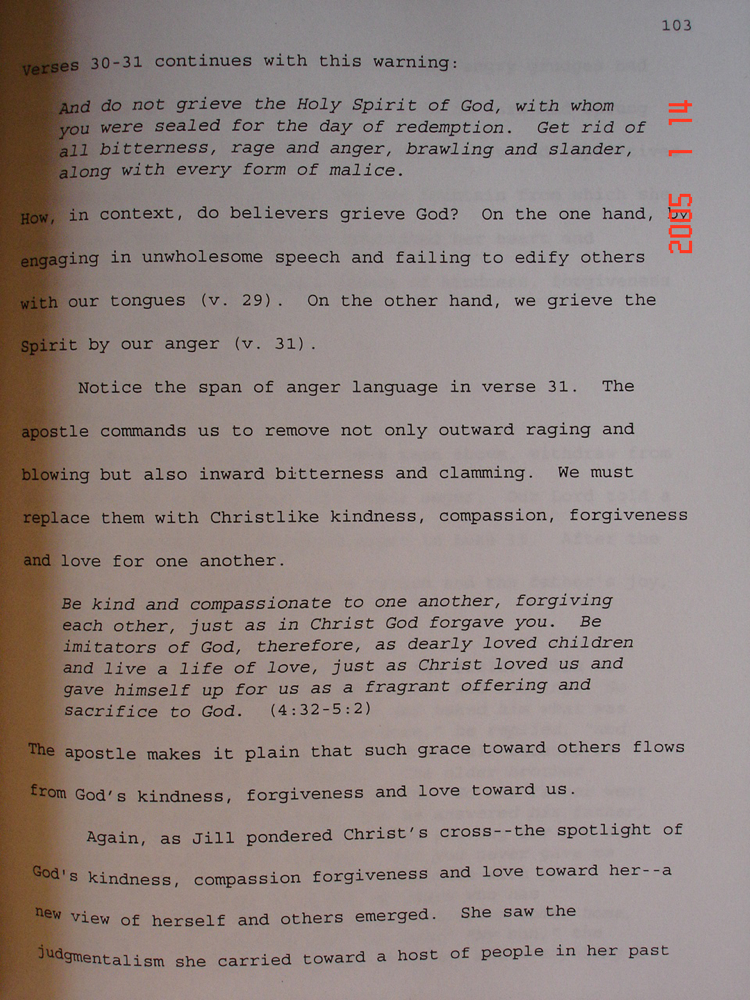 103
Verses 30-31 continues with this warning:
And do not grieve the Holy Spirit of God, with whom
you were sealed for the day of redemption.  Get rid of
all bitterness, rage and anger, brawling and slander,
along with every form of malice.
How, in context, do believers grieve God?  On the one hand, by
engaging in unwholesome speech and failing to edify others
with our tongues (v. 29).  On the other hand, we grieve the
Spirit by our anger (v. 31).
Notice the span of anger language in verse 31.  The
apostle commands us to remove not only outward raging and
blowing but also inward bitterness and clamming.  We must
replace them with Christlike kindness, compassion, forgiveness
and love for one another.
Be kind and compassionate to one another, forgiving
each other, just as in Christ God forgave you.  Be
imitators of God, therefore, as dearly loved children
and live a life of love, just as Christ loved us and
gave himself up for us as a fragrant offering and
sacrifice to God.  (4:32-5:2)
The apostle makes it plain that such grace toward others flows
from God's kindness, forgiveness and love toward us.
Again, as Jill pondered Christ's cross--the spotlight of
God's kindness, compassion forgiveness and love toward her--a
new view of herself and others emerged.  She saw the
judgmentalism she carried toward a host of people in her past
2005 1 14